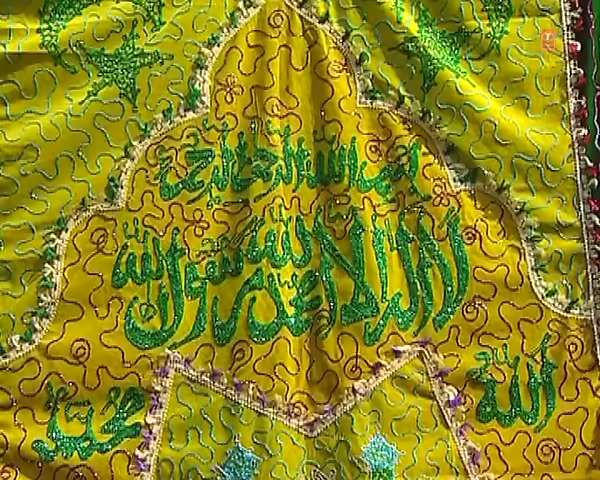 بسم الله الرحمن الرحيم
لا اله الا الله محمد رسول الله
الله
محمد